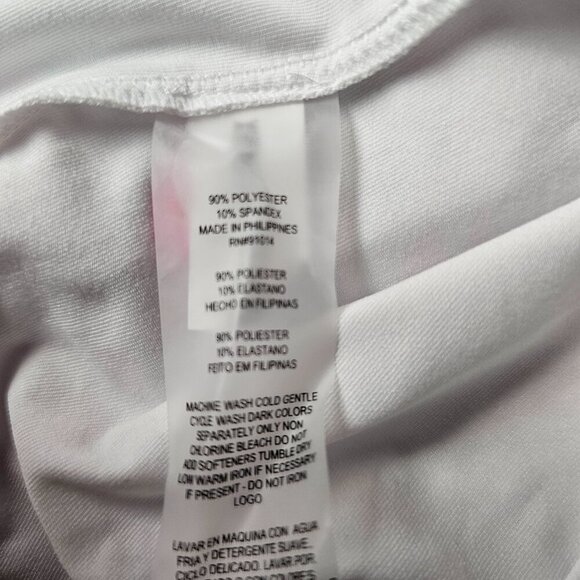 90% POLYESTER
10% SPANDEX
MADE IN PHILIPPINES
RN#91014
90% POLIESTER
10% ELASTANO
HECHO EN FILIPINAS
90% POLIESTER
10% ELASTANO
FEITO EM FILIPINAS
MACHINE WASH COLD GENTLE
CYCLE WASH DARK COLORS
SEPARATELY ONLY NON
CHLORINE BLEACH DO NOT
ADD SOFTENERS TUMBLE DRY
LOW WARM IRON IF NECESSARY
IF PRESENT - DO NOT IRON
LOGO
LAVAR EN MAQUINA CON AGUA
FRIA Y DETERGENTE SUAVE.
CICLO DELICADO. LAVAR POR